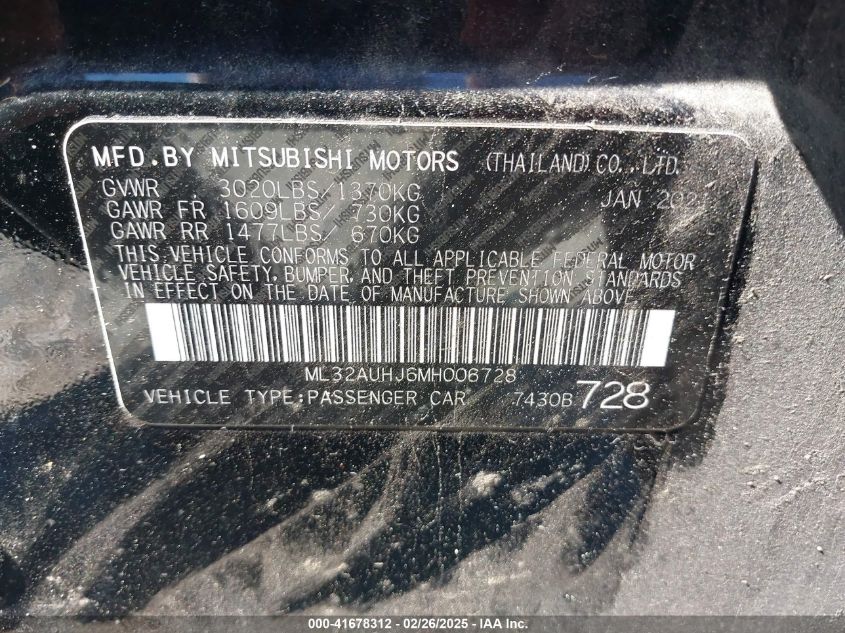 MFD.BY MITSUBISHI MOTORS (THAILAND) CO.,LTD.
GVWR 3020LBS/1370KG JAN 2021
GAWR FR 1609LBS/ 730KG
GAWR RR 1477LBS/ 670KG
THIS VEHICLE CONFORMS TO ALL APPLICABLE FEDERAL MOTOR
VEHICLE SAFETY, BUMPER, AND THEFT PREVENTION STANDARDS
IN EFFECT ON THE DATE OF MANUFACTURE SHOWN ABOVE
ML32AUHJ6MH006728
VEHICLE TYPE:PASSENGER CAR 7430B 728
000-41678312 - 02/26/2025 - IAA Inc.